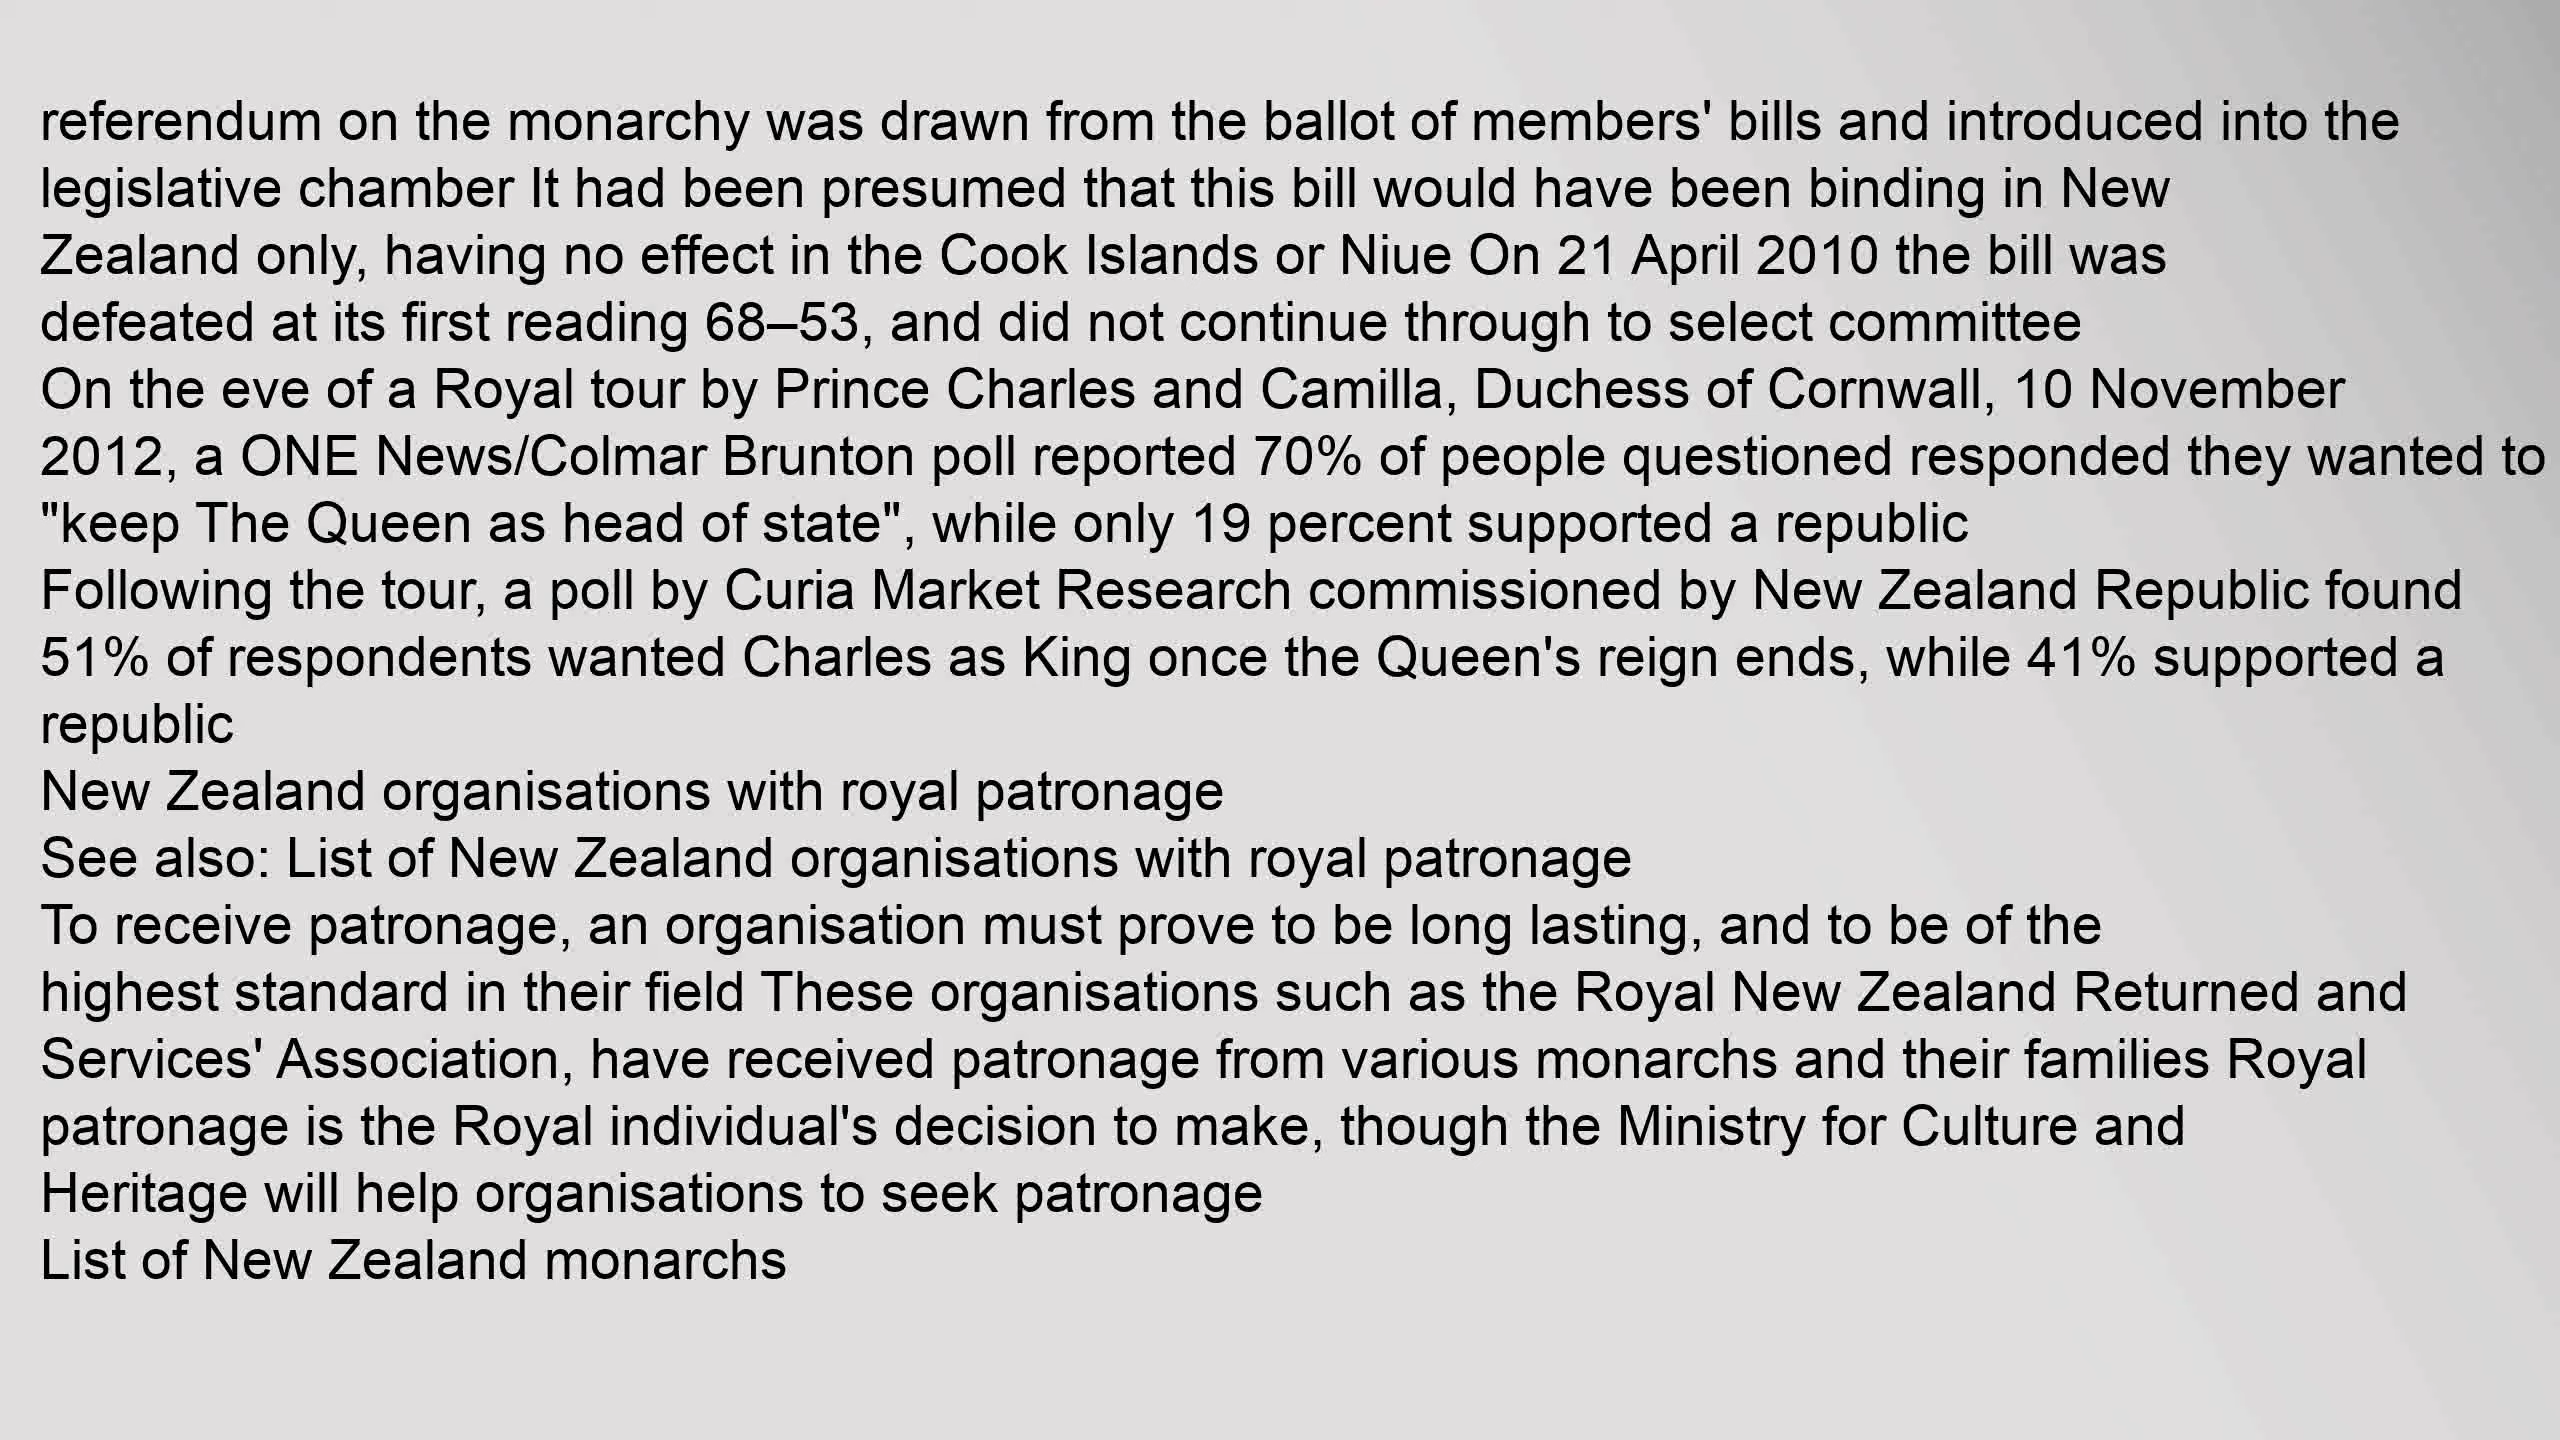 referendum on the monarchy was drawn from the ballot of members' bills and introduced into the
legislative chamber It had been presumed that this bill would have been binding in New
Zealand only, having no effect in the Cook Islands or Niue On 21 April 2010 the bill was
defeated at its first reading 68–53, and did not continue through to select committee
On the eve of a Royal tour by Prince Charles and Camilla, Duchess of Cornwall, 10 November
2012, a ONE News/Colmar Brunton poll reported 70% of people questioned responded they wanted to
"keep The Queen as head of state", while only 19 percent supported a republic
Following the tour, a poll by Curia Market Research commissioned by New Zealand Republic found
51% of respondents wanted Charles as King once the Queen's reign ends, while 41% supported a
republic
New Zealand organisations with royal patronage
See also: List of New Zealand organisations with royal patronage
To receive patronage, an organisation must prove to be long lasting, and to be of the
highest standard in their field These organisations such as the Royal New Zealand Returned and
Services' Association, have received patronage from various monarchs and their families Royal
patronage is the Royal individual's decision to make, though the Ministry for Culture and
Heritage will help organisations to seek patronage
List of New Zealand monarchs